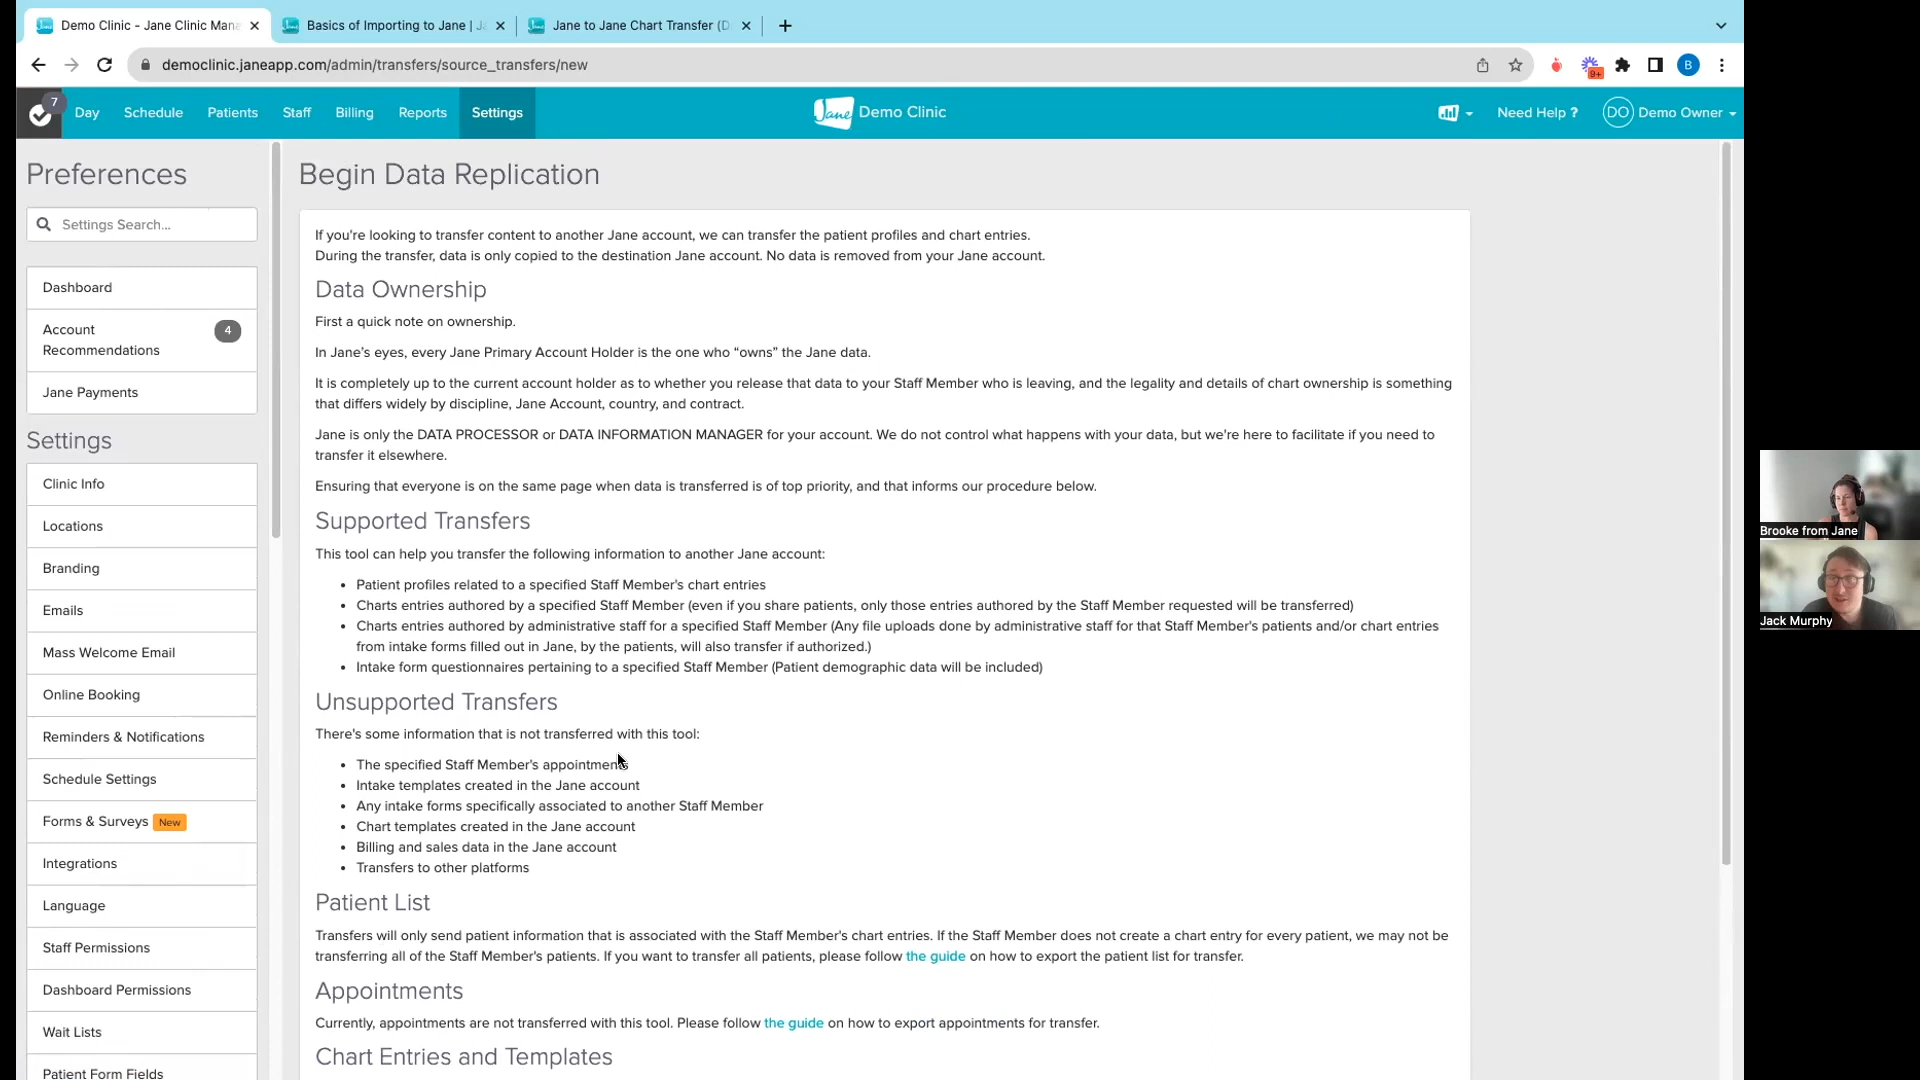 Demo Clinic - Jane Clinic Mana
Basics of Importing to Jane | Ja
Jane to Jane Chart Transfer (D
democlinic.janeapp.com/admin/transfers/source_transfers/new
9+
B
7
Day
Schedule
Patients
Staff
Billing
Reports
Settings
Jane
Demo Clinic
Need Help ?
DO
Demo Owner
Preferences
Settings Search...
Dashboard
Account
Recommendations
4
Jane Payments
Settings
Clinic Info
Locations
Branding
Emails
Mass Welcome Email
Online Booking
Reminders & Notifications
Schedule Settings
Forms & Surveys New
Integrations
Language
Staff Permissions
Dashboard Permissions
Wait Lists
Patient Form Fields
Begin Data Replication
If you're looking to transfer content to another Jane account, we can transfer the patient profiles and chart entries.
During the transfer, data is only copied to the destination Jane account. No data is removed from your Jane account.
Data Ownership
First a quick note on ownership.
In Jane's eyes, every Jane Primary Account Holder is the one who “owns” the Jane data.
It is completely up to the current account holder as to whether you release that data to your Staff Member who is leaving, and the legality and details of chart ownership is something
that differs widely by discipline, Jane Account, country, and contract.
Jane is only the DATA PROCESSOR or DATA INFORMATION MANAGER for your account. We do not control what happens with your data, but we're here to facilitate if you need to
transfer it elsewhere.
Ensuring that everyone is on the same page when data is transferred is of top priority, and that informs our procedure below.
Supported Transfers
This tool can help you transfer the following information to another Jane account:
• Patient profiles related to a specified Staff Member's chart entries
• Charts entries authored by a specified Staff Member (even if you share patients, only those entries authored by the Staff Member requested will be transferred)
• Charts entries authored by administrative staff for a specified Staff Member (Any file uploads done by administrative staff for that Staff Member's patients and/or chart entries
from intake forms filled out in Jane, by the patients, will also transfer if authorized.)
• Intake form questionnaires pertaining to a specified Staff Member (Patient demographic data will be included)
Unsupported Transfers
There's some information that is not transferred with this tool:
• The specified Staff Member's appointments
• Intake templates created in the Jane account
• Any intake forms specifically associated to another Staff Member
• Chart templates created in the Jane account
• Billing and sales data in the Jane account
• Transfers to other platforms
Patient List
Transfers will only send patient information that is associated with the Staff Member's chart entries. If the Staff Member does not create a chart entry for every patient, we may not be
transferring all of the Staff Member's patients. If you want to transfer all patients, please follow the guide on how to export the patient list for transfer.
Appointments
Currently, appointments are not transferred with this tool. Please follow the guide on how to export appointments for transfer.
Chart Entries and Templates
Brooke from Jane
Jack Murphy